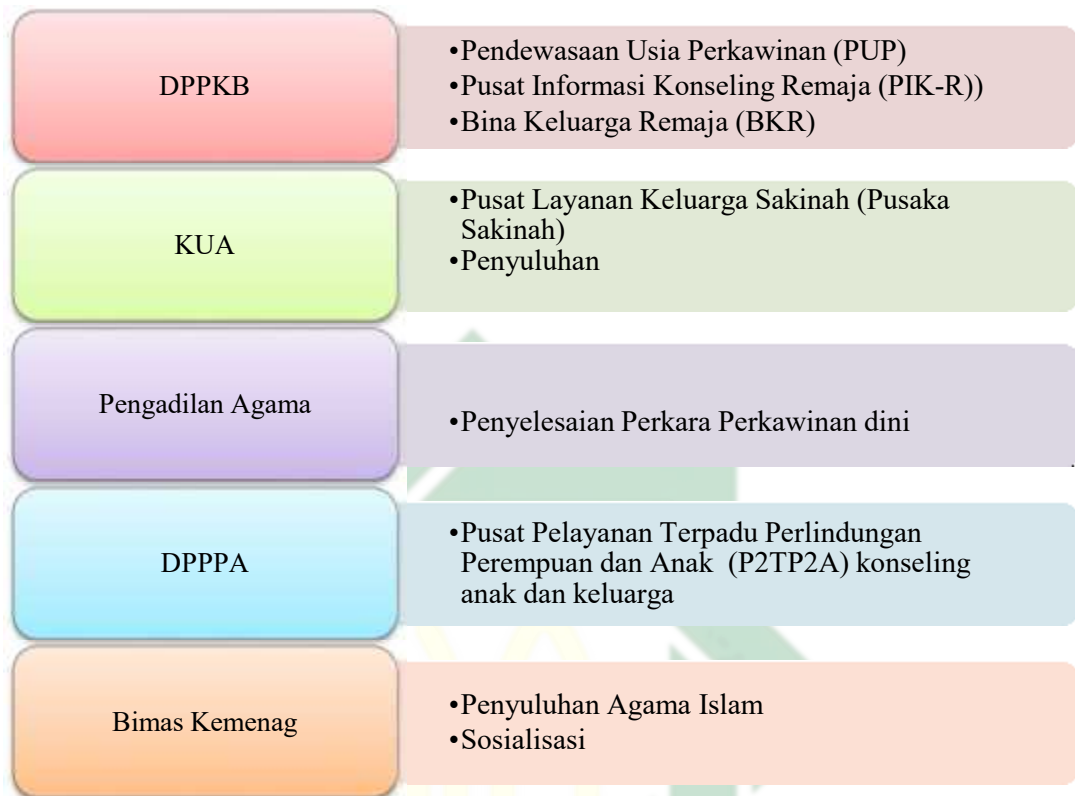 DPPKB
•Pendewasaan Usia Perkawinan (PUP)
•Pusat Informasi Konseling Remaja (PIK-R))
•Bina Keluarga Remaja (BKR)
KUA
•Pusat Layanan Keluarga Sakinah (Pusaka
Sakinah)
•Penyuluhan
Pengadilan Agama
•Penyelesaian Perkara Perkawinan dini
.
DPPPA
•Pusat Pelayanan Terpadu Perlindungan
Perempuan dan Anak (P2TP2A) konseling
anak dan keluarga
Bimas Kemenag
•Penyuluhan Agama Islam
•Sosialisasi